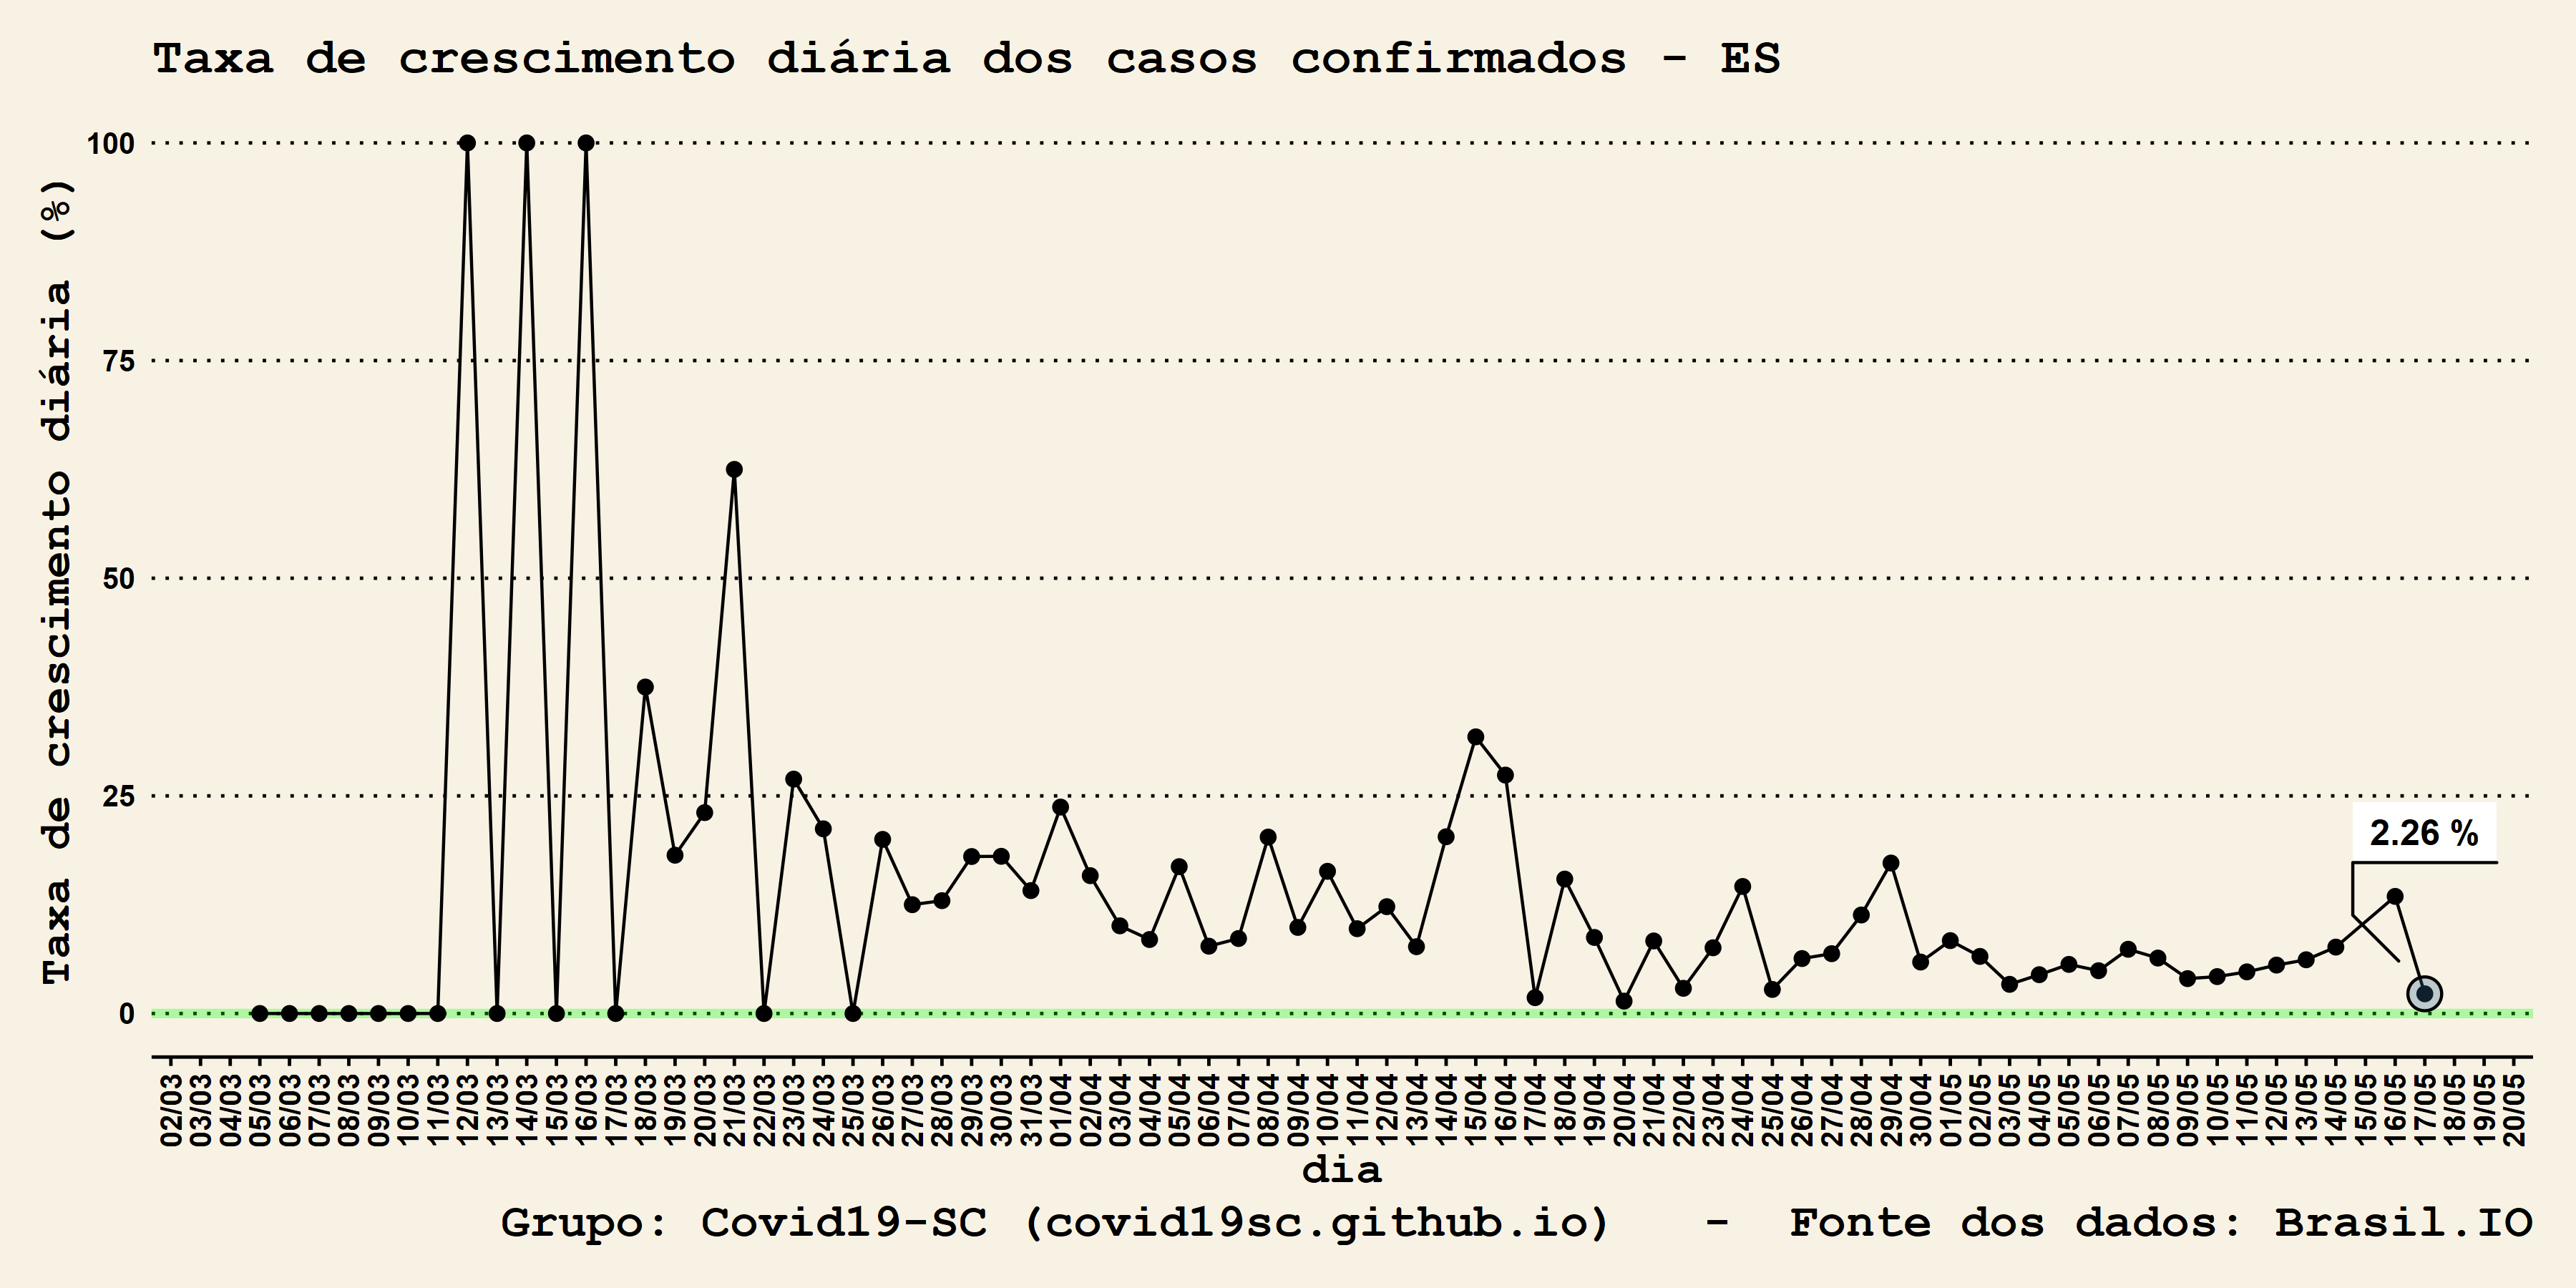 Taxa de crescimento diária dos casos confirmados - ES
Taxa de crescimento diária (%)
100
75
50
25
0
2.26 %
02/03 03/03 04/03 05/03 06/03 07/03 08/03 09/03 10/03 11/03 12/03 13/03 14/03 15/03 16/03 17/03 18/03 19/03 20/03 21/03 22/03 23/03 24/03 25/03 26/03 27/03 28/03 29/03 30/03 31/03 01/04 02/04 03/04 04/04 05/04 06/04 07/04 08/04 09/04 10/04 11/04 12/04 13/04 14/04 15/04 16/04 17/04 18/04 19/04 20/04 21/04 22/04 23/04 24/04 25/04 26/04 27/04 28/04 29/04 30/04 01/05 02/05 03/05 04/05 05/05 06/05 07/05 08/05 09/05 10/05 11/05 12/05 13/05 14/05 15/05 16/05 17/05 18/05 19/05 20/05
dia
Grupo: Covid19-SC (covid19sc.github.io) - Fonte dos dados: Brasil.IO